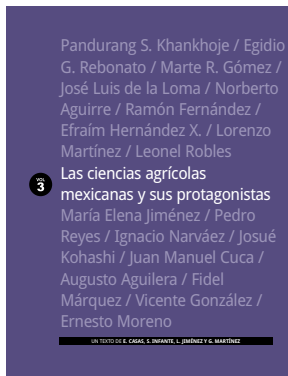 Pandurang S. Khankhoje / Egidio
G. Rebonato / Marte R. Gómez /
José Luis de la Loma / Norberto
Aguirre / Ramón Fernández /
Efraím Hernández X. / Lorenzo
Martínez / Leonel Robles
VOL
3
Las ciencias agrícolas
mexicanas y sus protagonistas
María Elena Jiménez / Pedro
Reyes / Ignacio Narváez / Josué
Kohashi / Juan Manuel Cuca /
Augusto Aguilera / Fidel
Márquez / Vicente González /
Ernesto Moreno
UN TEXTO DE E. CASAS, S. INFANTE, L. JIMÉNEZ Y G. MARTÍNEZ